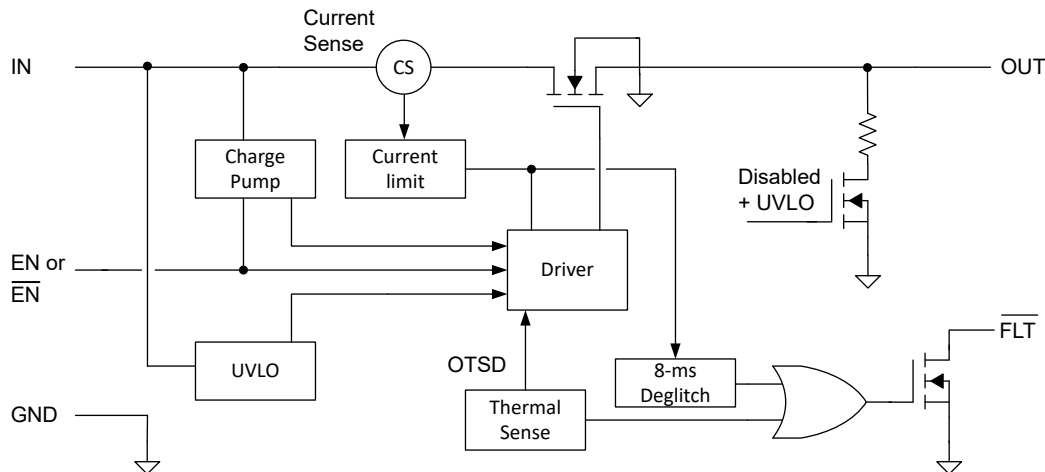 Current
Sense
IN
CS
OUT
Charge
Pump
Current
limit
Disabled
+ UVLO
EN or
EN
Driver
UVLO
OTSD
FLT
8-ms
Deglitch
Thermal
Sense
GND